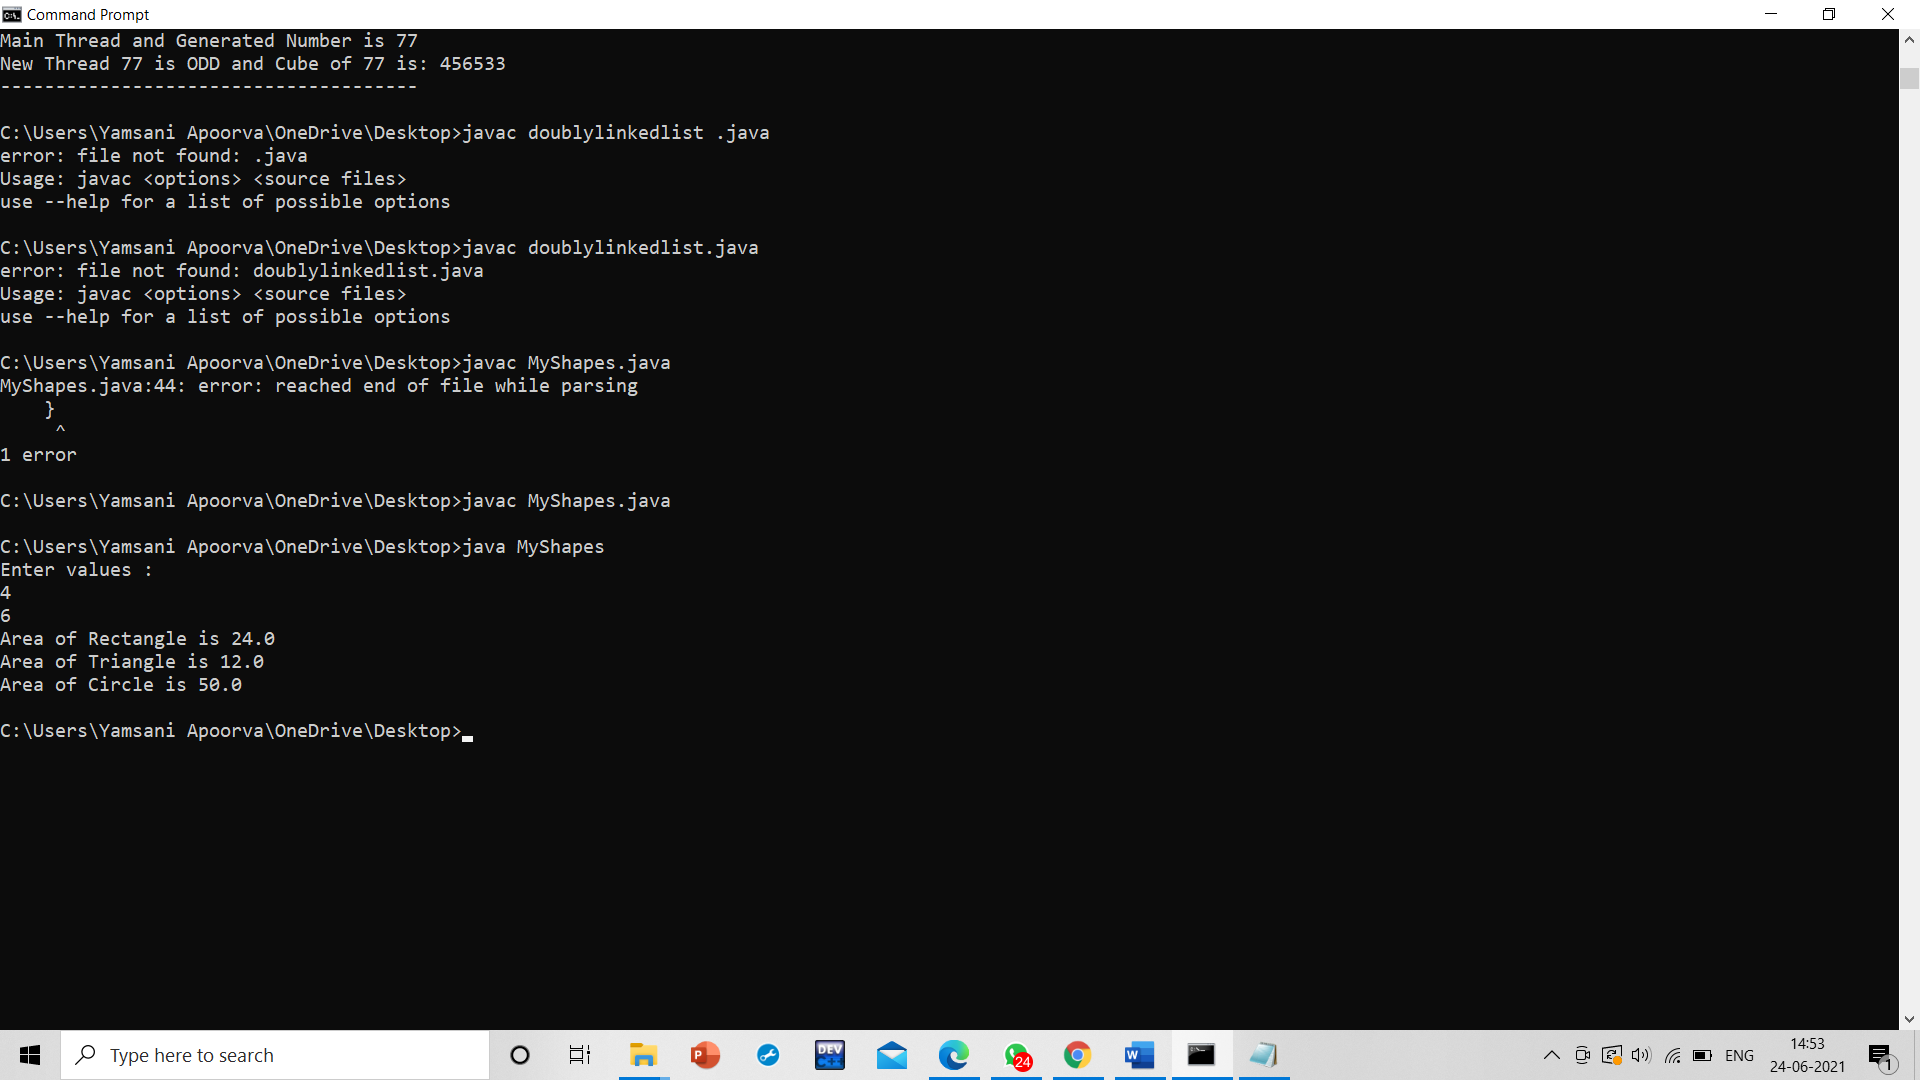 Command Prompt
Main Thread and Generated Number is 77
New Thread 77 is ODD and Cube of 77 is: 456533
--------------------------------------
C:\Users\Yamsani Apoorva\OneDrive\Desktop>javac doublylinkedlist .java
error: file not found: .java
Usage: javac <options> <source files>
use --help for a list of possible options
C:\Users\Yamsani Apoorva\OneDrive\Desktop>javac doublylinkedlist.java
error: file not found: doublylinkedlist.java
Usage: javac <options> <source files>
use --help for a list of possible options
C:\Users\Yamsani Apoorva\OneDrive\Desktop>javac MyShapes.java
MyShapes.java:44: error: reached end of file while parsing
    }
     ^
1 error
C:\Users\Yamsani Apoorva\OneDrive\Desktop>javac MyShapes.java
C:\Users\Yamsani Apoorva\OneDrive\Desktop>java MyShapes
Enter values :
4
6
Area of Rectangle is 24.0
Area of Triangle is 12.0
Area of Circle is 50.0
C:\Users\Yamsani Apoorva\OneDrive\Desktop>
Type here to search
DEV C++
24
ENG
14:53
24-06-2021
1